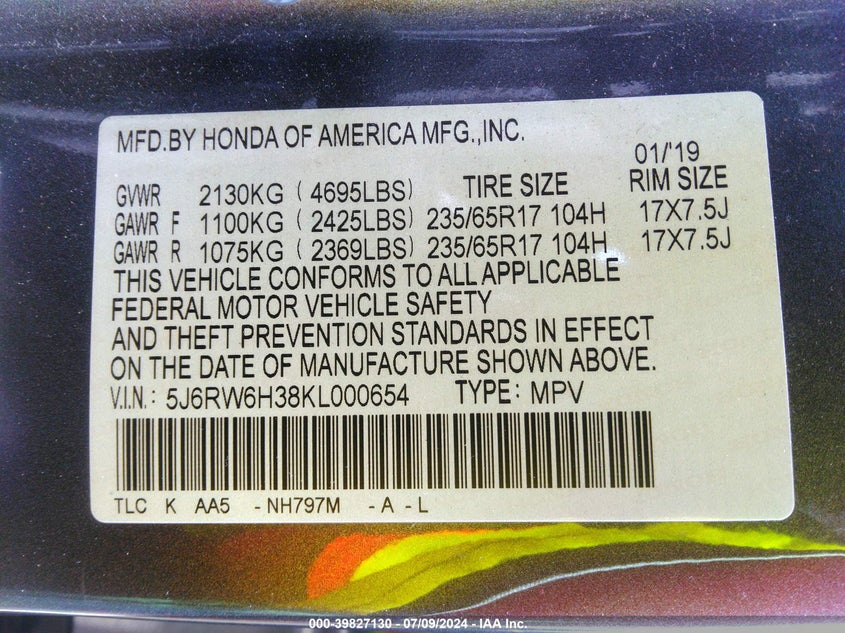 MFD.BY HONDA OF AMERICA MFG.,INC.
01/'19
GVWR 2130KG (4695LBS) TIRE SIZE RIM SIZE
GAWR F 1100KG (2425LBS) 235/65R17 104H 17X7.5J
GAWR R 1075KG (2369LBS) 235/65R17 104H 17X7.5J
THIS VEHICLE CONFORMS TO ALL APPLICABLE
FEDERAL MOTOR VEHICLE SAFETY
AND THEFT PREVENTION STANDARDS IN EFFECT
ON THE DATE OF MANUFACTURE SHOWN ABOVE.
V.I.N.: 5J6RW6H38KL000654 TYPE: MPV
TLC K AA5 -NH797M -A -L
000-39827130 - 07/09/2024 - IAA Inc.